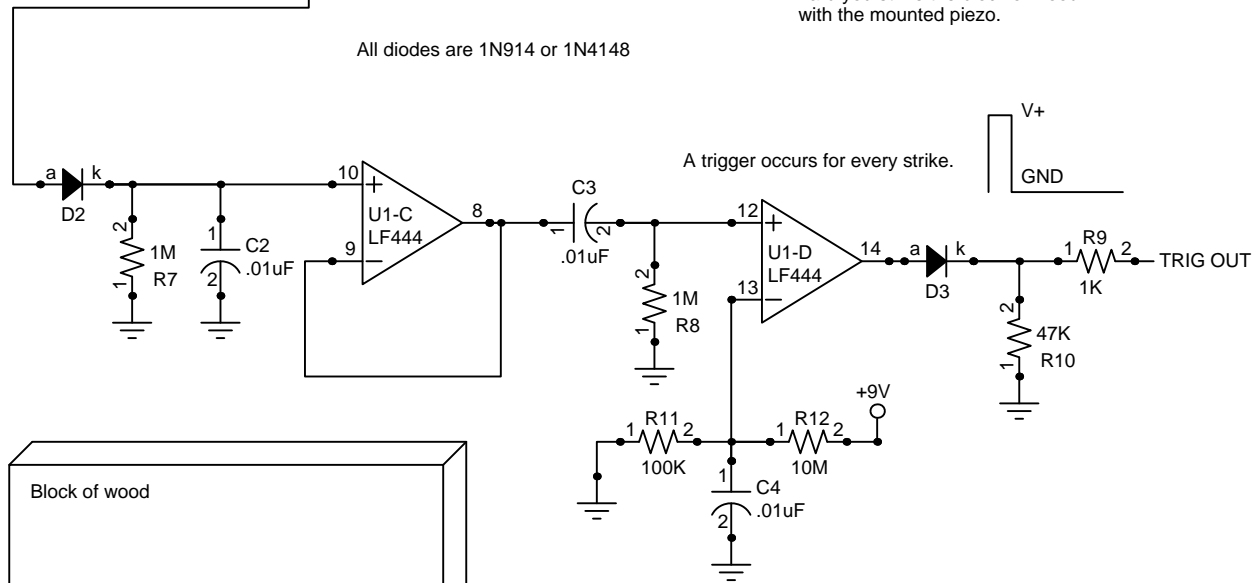 with the mounted piezo.
All diodes are 1N914 or 1N4148
V+
A trigger occurs for every strike.
GND
a
k
D2
10
+
U1-C
LF444
8
9
−
2
1M
1
R7
1
C2
.01uF
2
C3
1
2
.01uF
2
1M
1
R8
12
+
U1-D
LF444
14
13
−
a
k
D3
R9
1
2
1K
TRIG OUT
2
47K
1
R10
+9V
R11
1
2
100K
R12
1
2
10M
1
C4
.01uF
2
Block of wood